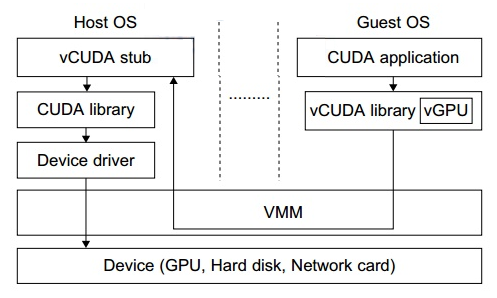 Host OS
Guest OS
vCUDA stub
CUDA application
CUDA library
vCUDA library vGPU
Device driver
VMM
Device (GPU, Hard disk, Network card)